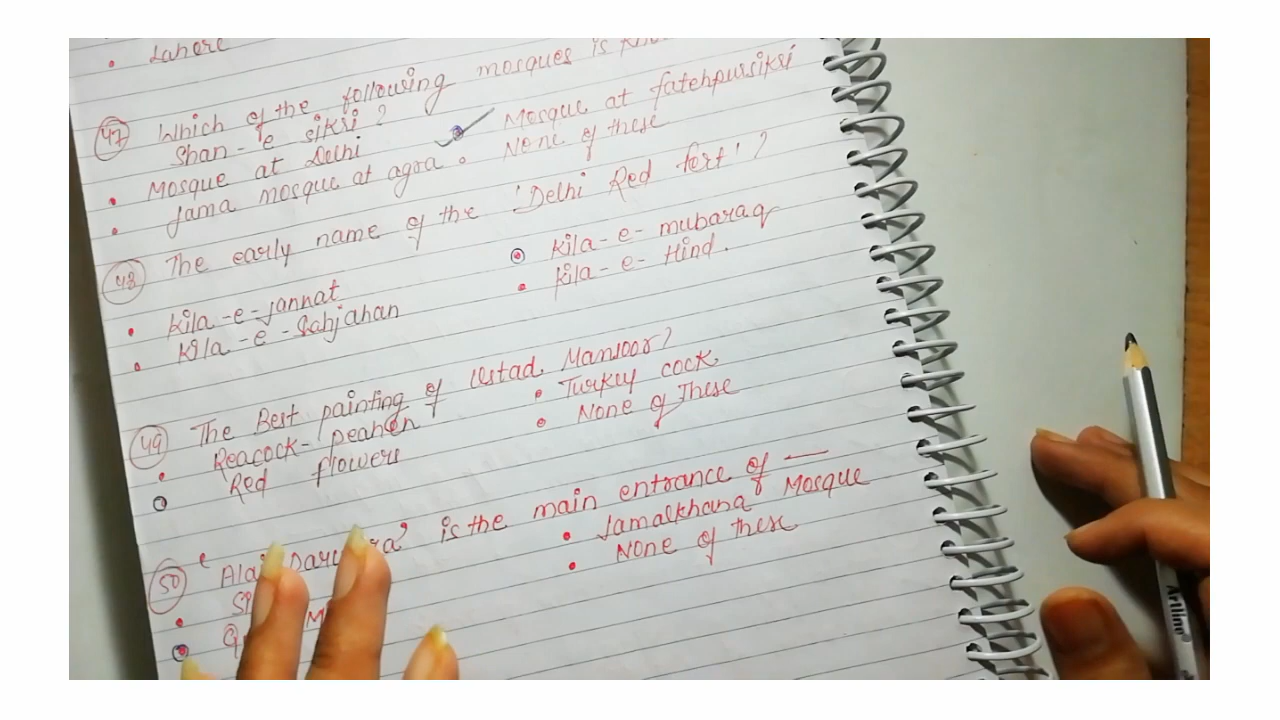 Lahore
47 Which of the following mosques is
Shan-e sikri ?
Mosque at Delhi
Mosque at fatehpursikri
Jama mosque at agra
None of these
48 The early name of the 'Delhi Red fort' ?
Kila-e-Jannat
Kila-e-mubaraq
Kila-e-Sahjahan
Kila-e-Hind.
49 The Best painting of Ustad. Mansoor?
Peacock-peahen
Turkey cock
Red flowers
None of These
50 is the main entrance of —
Jamalkhana Mosque
None of these
Artline